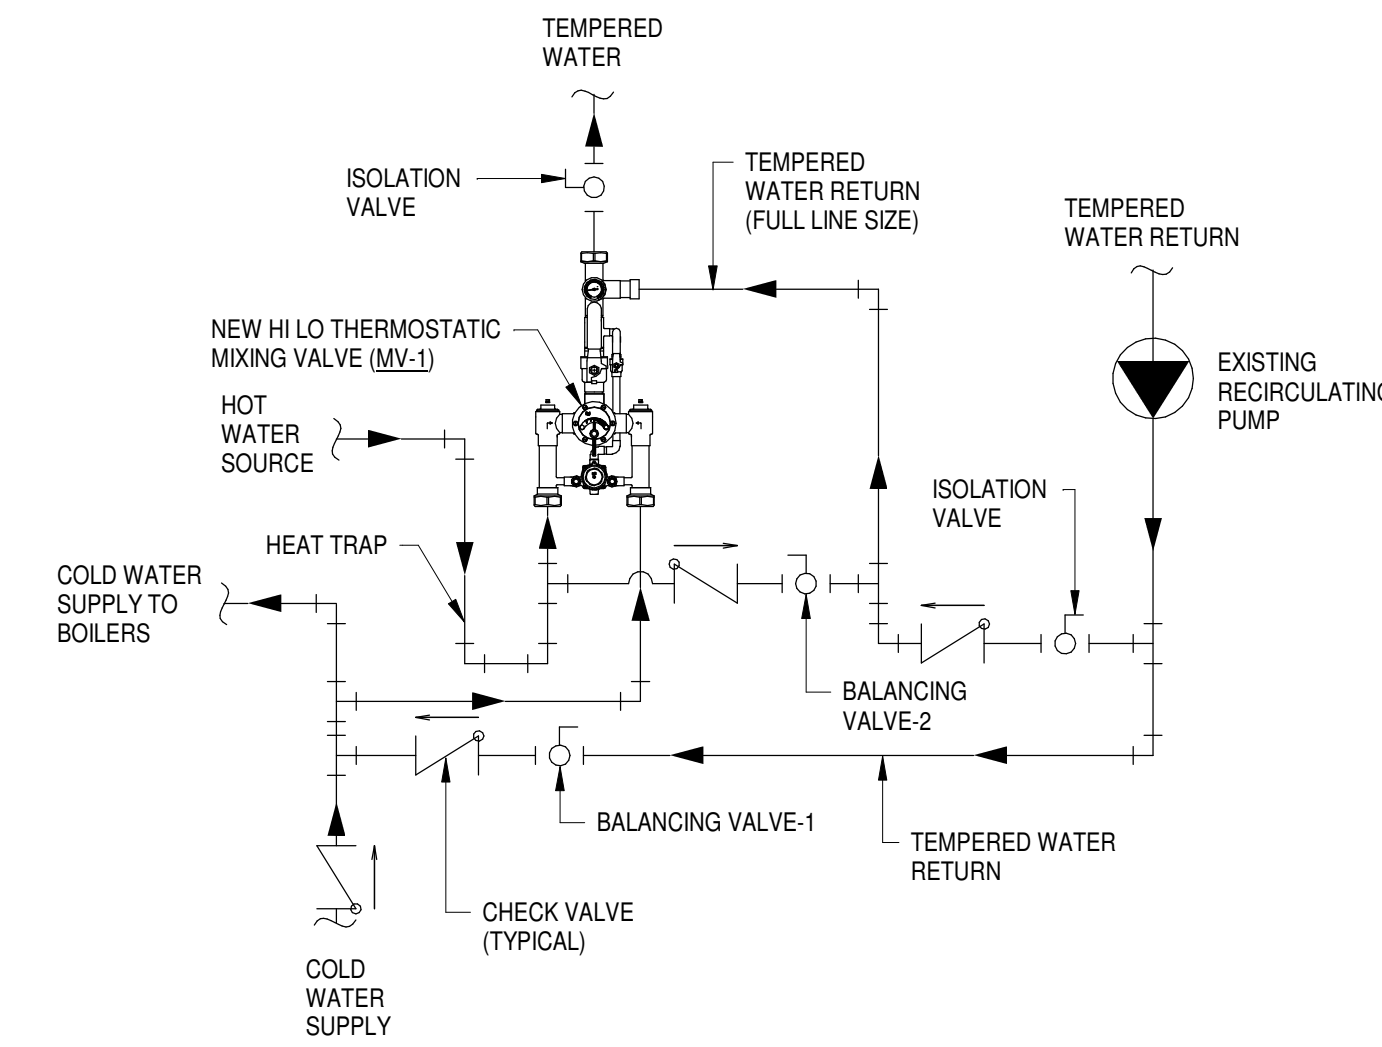 TEMPERED
WATER
ISOLATION
VALVE
TEMPERED
WATER RETURN
(FULL LINE SIZE)
TEMPERED
WATER RETURN
NEW HI LO THERMOSTATIC
MIXING VALVE (MV-1)
EXISTING
RECIRCULATING
PUMP
HOT
WATER
SOURCE
ISOLATION
VALVE
HEAT TRAP
COLD WATER
SUPPLY TO
BOILERS
BALANCING
VALVE-2
BALANCING VALVE-1
TEMPERED WATER
RETURN
CHECK VALVE
(TYPICAL)
COLD
WATER
SUPPLY